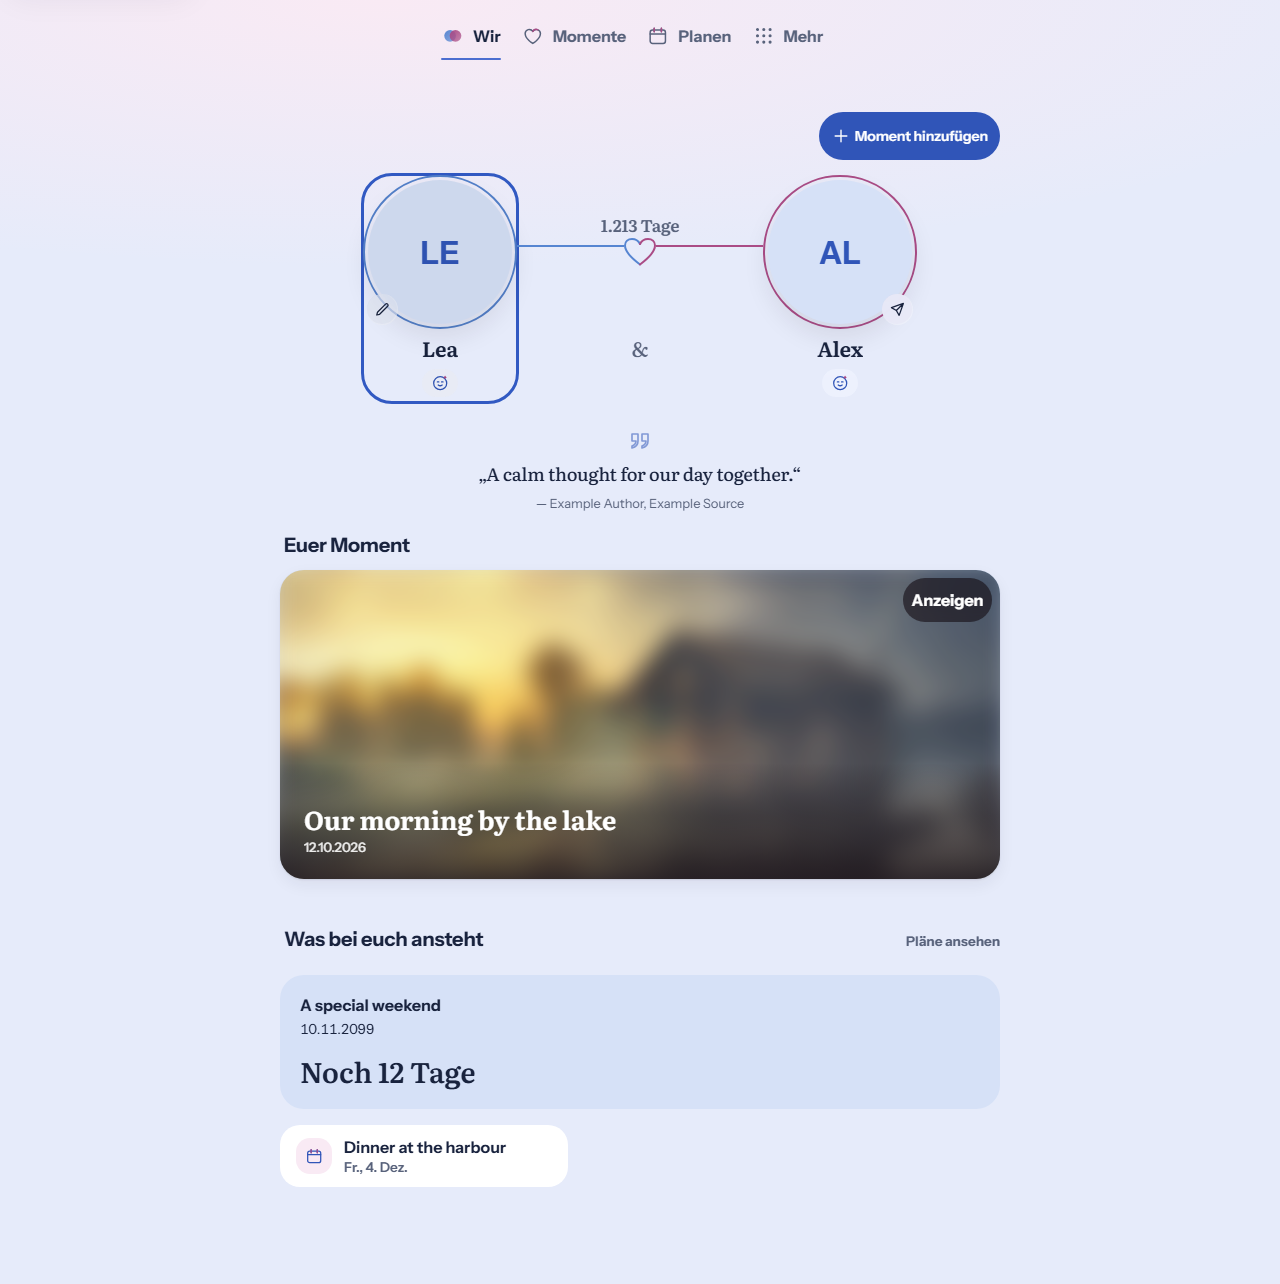 Wir Momente Planen Mehr
Moment hinzufügen
LE
1.213 Tage
AL
Lea
&
Alex
„A calm thought for our day together.“
— Example Author, Example Source
Euer Moment
Anzeigen
Our morning by the lake
12.10.2026
Was bei euch ansteht
Pläne ansehen
A special weekend
10.11.2099
Noch 12 Tage
Dinner at the harbour
Fr., 4. Dez.